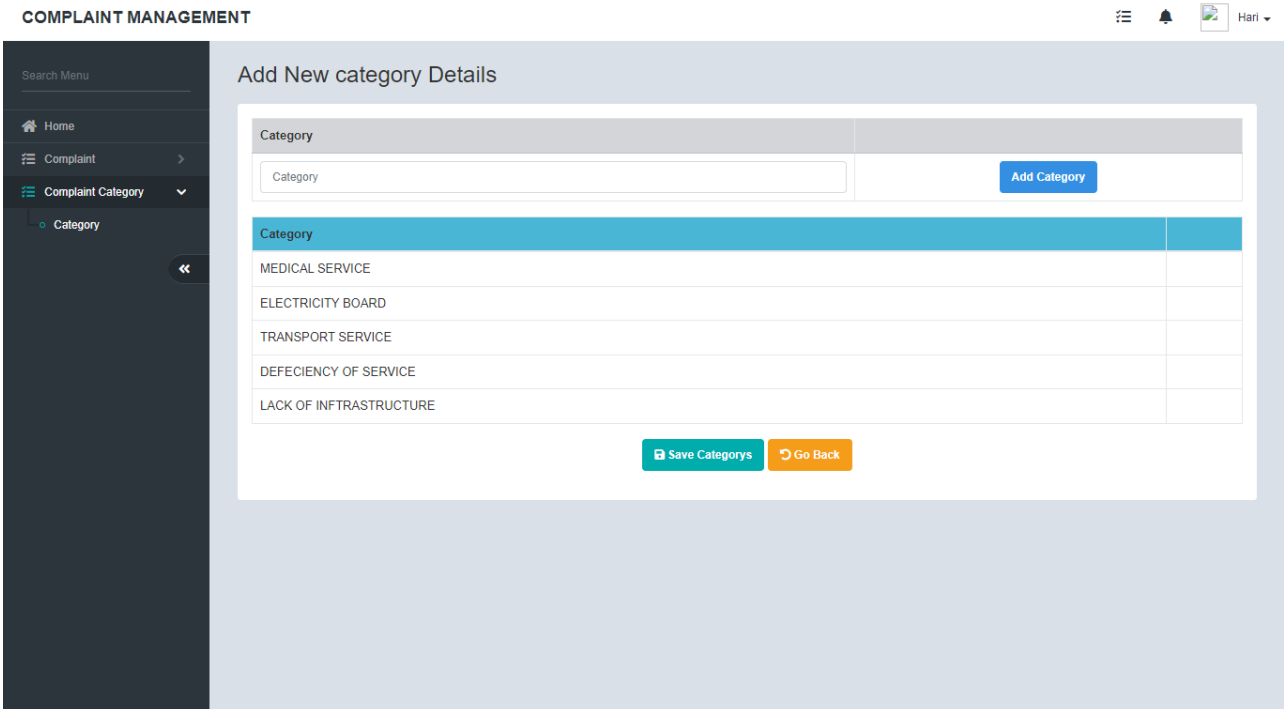 COMPLAINT MANAGEMENT
Hari
Search Menu
Home
Complaint
Complaint Category
Category
Add New category Details
Category
Category
Add Category
Category
MEDICAL SERVICE
ELECTRICITY BOARD
TRANSPORT SERVICE
DEFECIENCY OF SERVICE
LACK OF INFTRASTRUCTURE
Save Categorys
Go Back